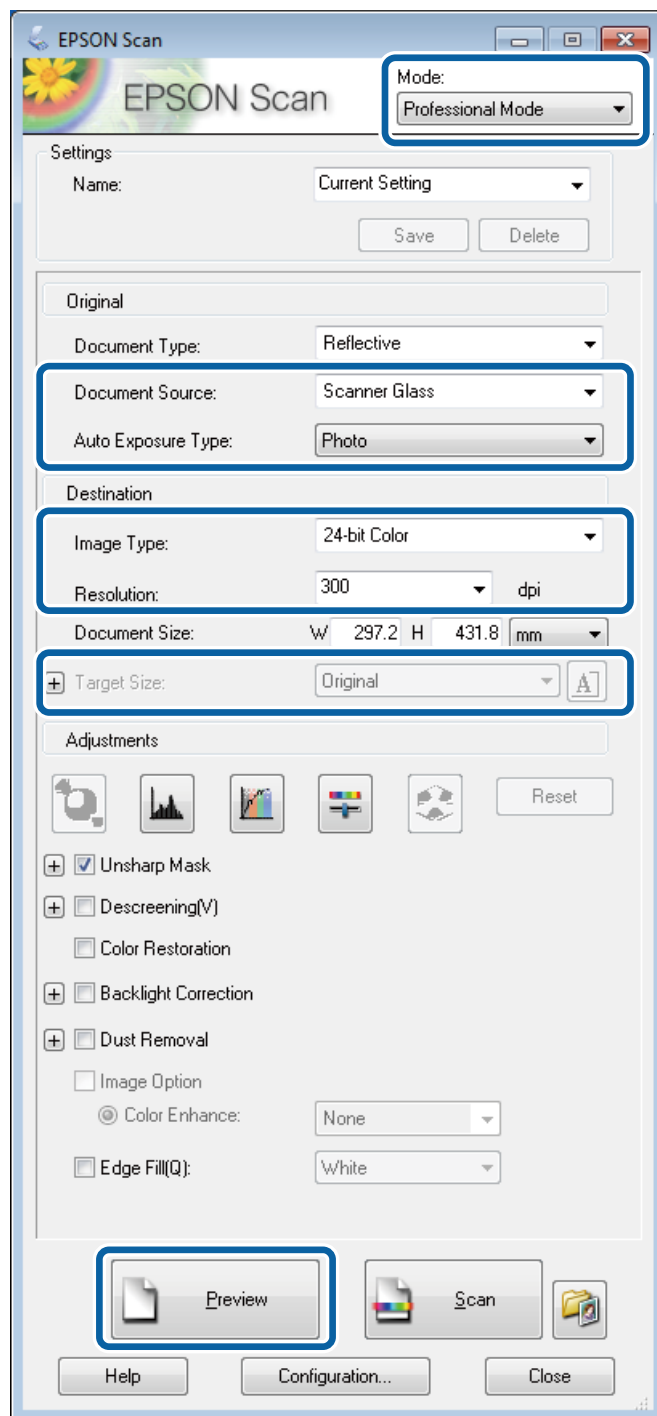 EPSON Scan
EPSON Scan
Mode:
Professional Mode
Settings
Name: Current Setting
Save Delete
Original
Document Type: Reflective
Document Source: Scanner Glass
Auto Exposure Type: Photo
Destination
Image Type: 24-bit Color
Resolution: 300 dpi
Document Size: W 297.2 H 431.8 mm
Target Size: Original A
Adjustments
Reset
Unsharp Mask
Descreening(V)
Color Restoration
Backlight Correction
Dust Removal
Image Option
Color Enhance: None
Edge Fill(Q): White
Preview Scan
Help Configuration... Close